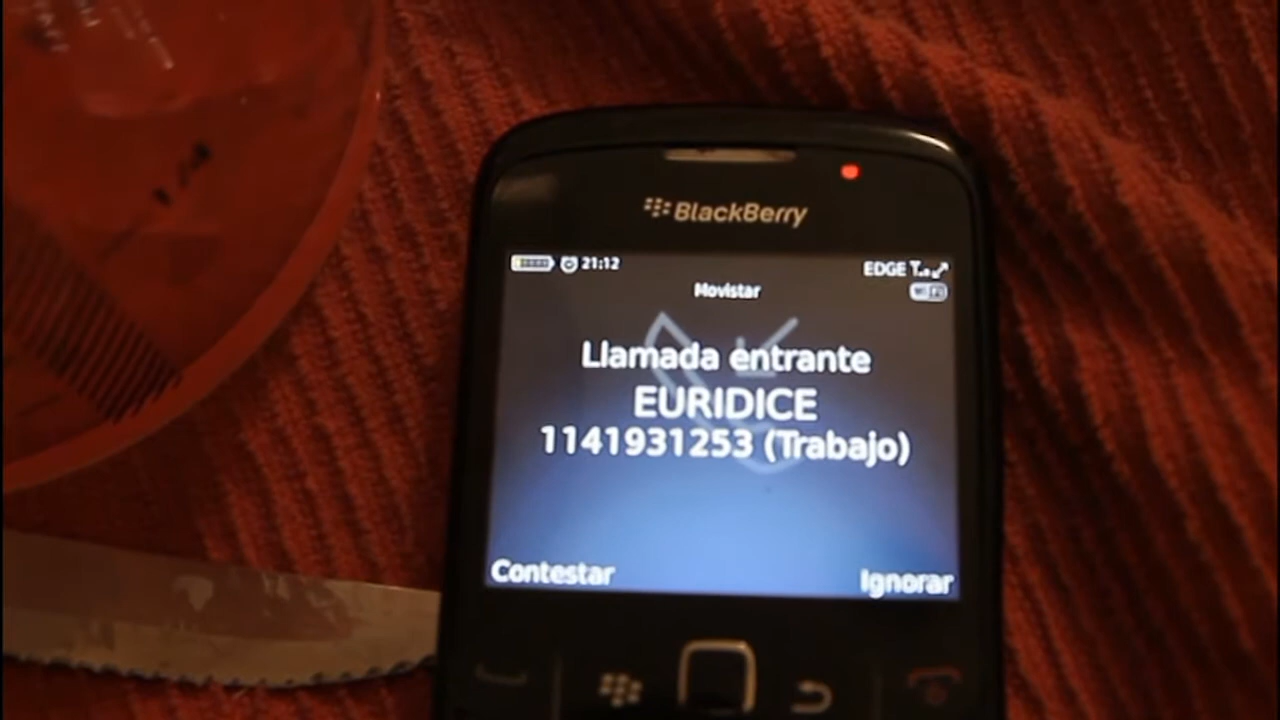 BlackBerry
21:12
EDGE
Movistar
Llamada entrante
EURIDICE
1141931253 (Trabajo)
Contestar
Ignorar